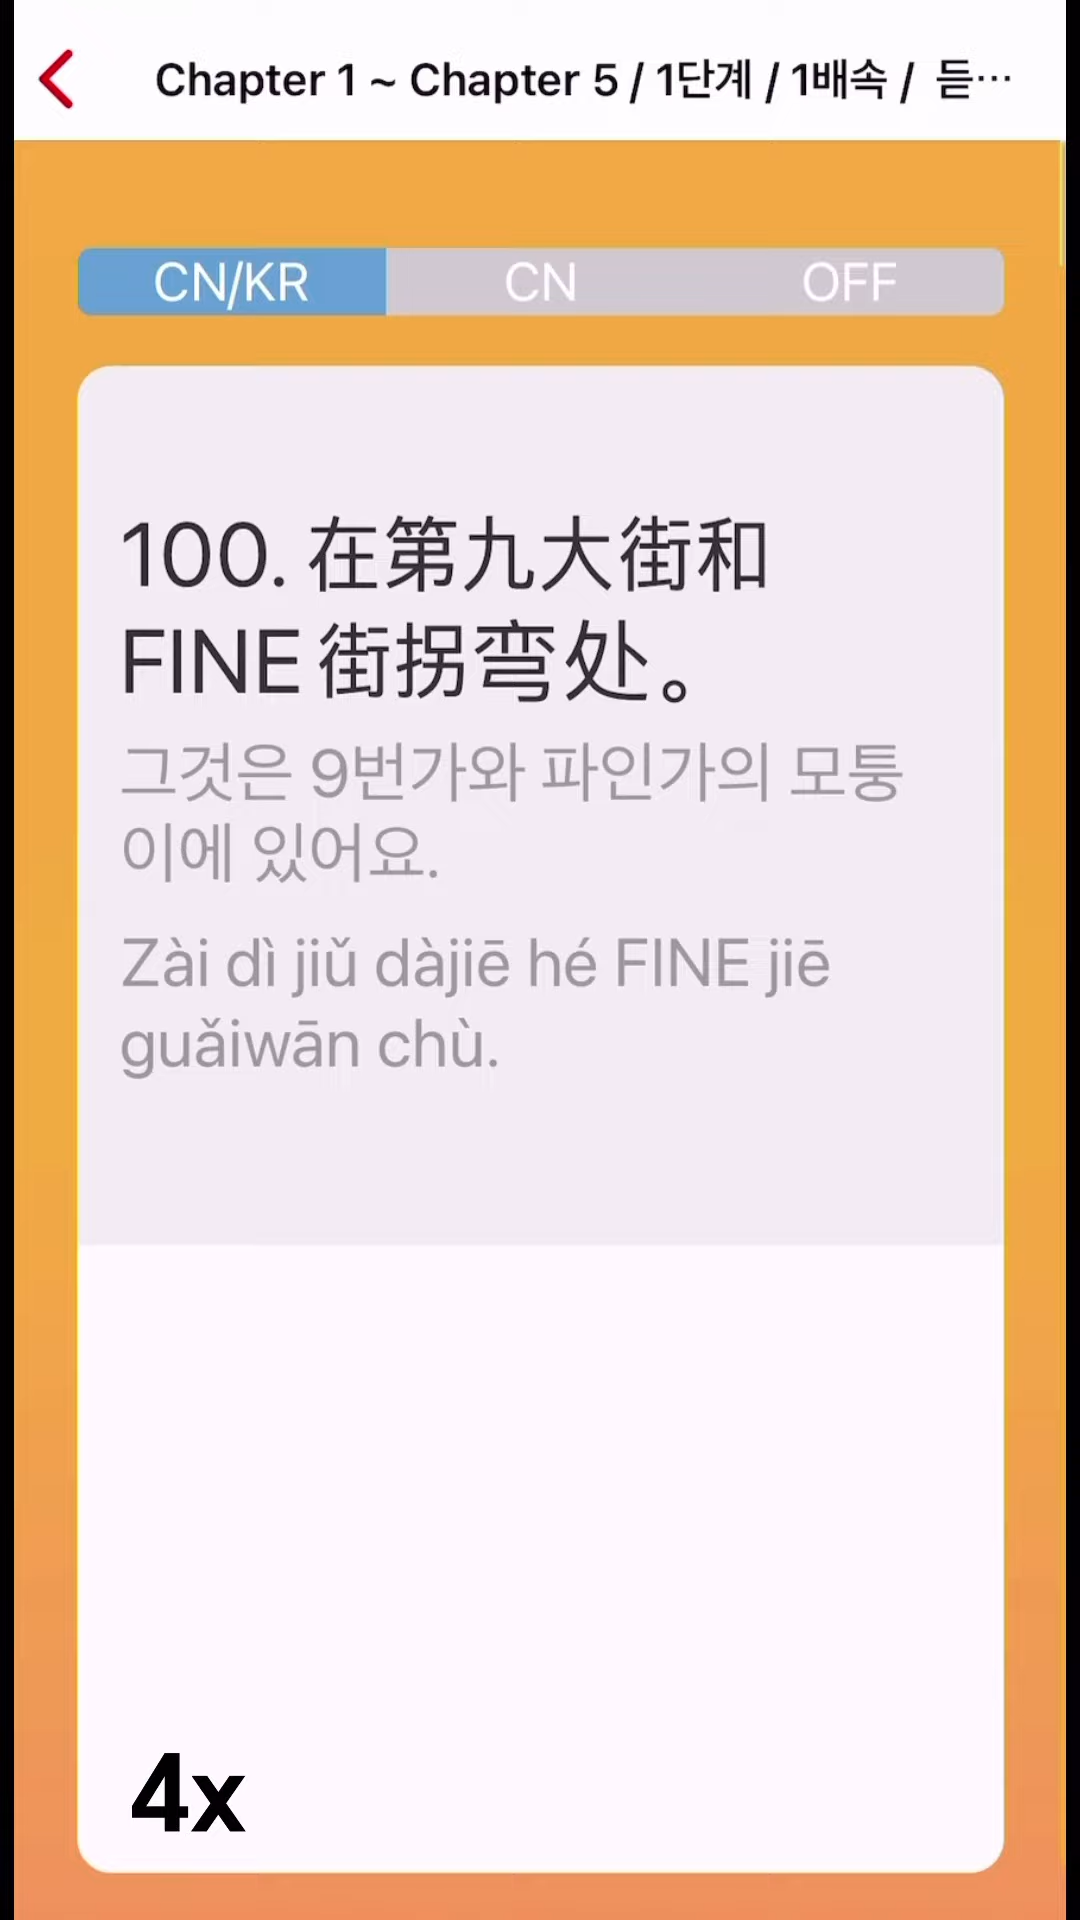 Chapter 1 ~ Chapter 5 / 1단계 / 1배속 / 듣…
CN/KR CN OFF
100. 在第九大街和
FINE 街拐弯处。
그것은 9번가와 파인가의 모퉁
이에 있어요.
Zài dì jiǔ dàjiē hé FINE jiē
guǎiwān chù.
4x